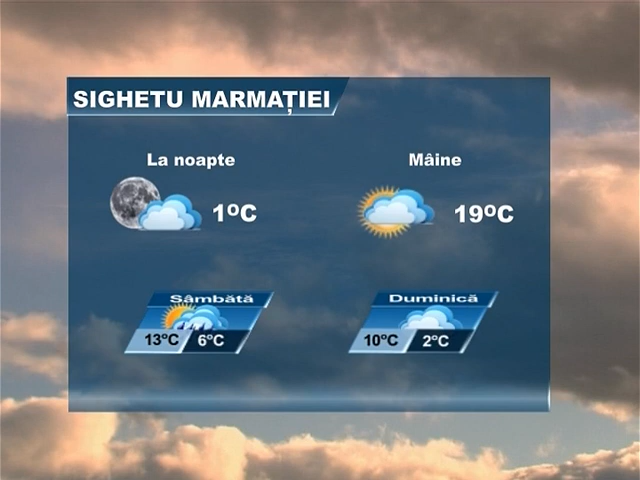 SIGHETU MARMAȚIEI
La noapte
Mâine
1ºC
19ºC
Sâmbătă
Duminică
13ºC
6ºC
10ºC
2ºC